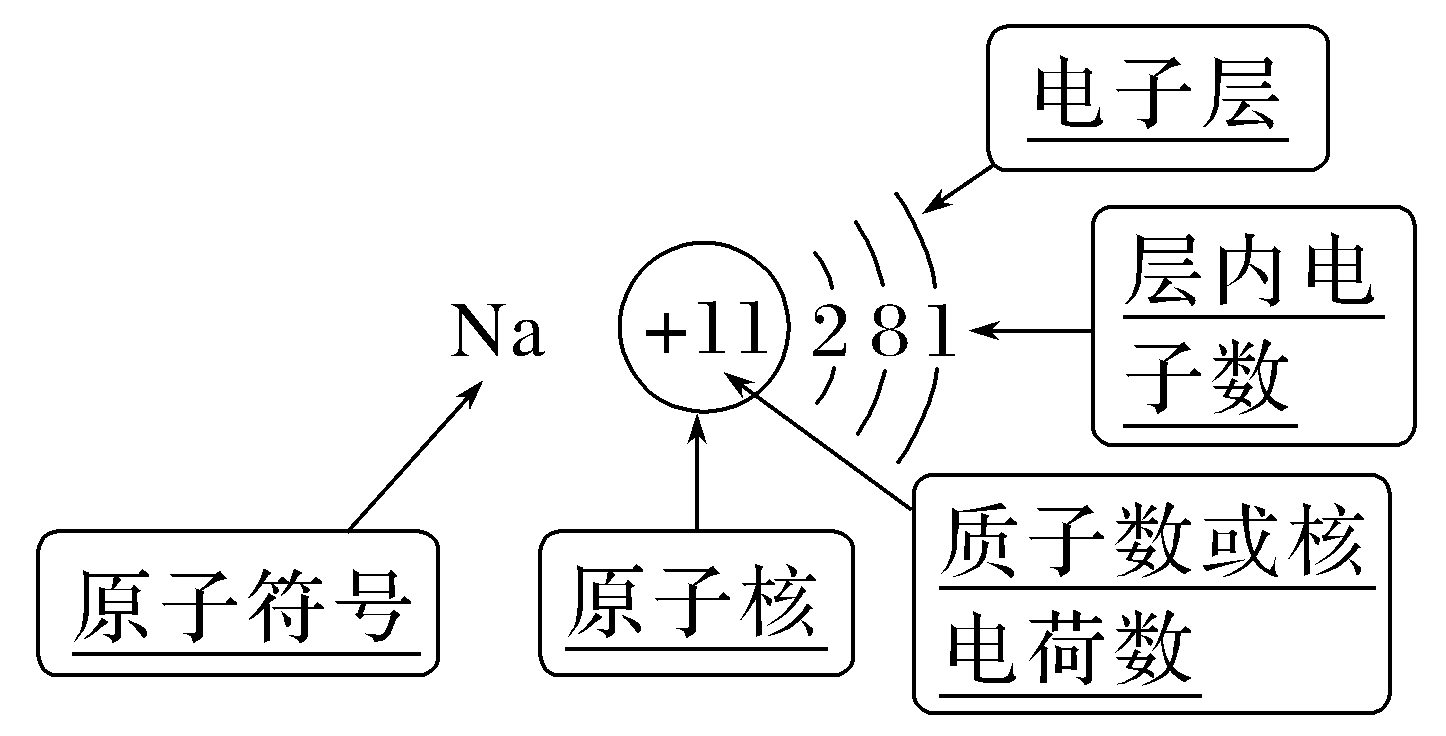 电子层
层内电
子数
Na +11 2 8 1
质子数或核
电荷数
原子符号
原子核